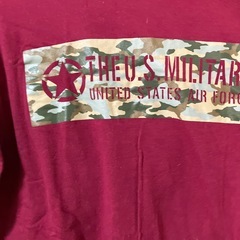 THE U.S. MILITAR
UNITED STATES AIR FORC